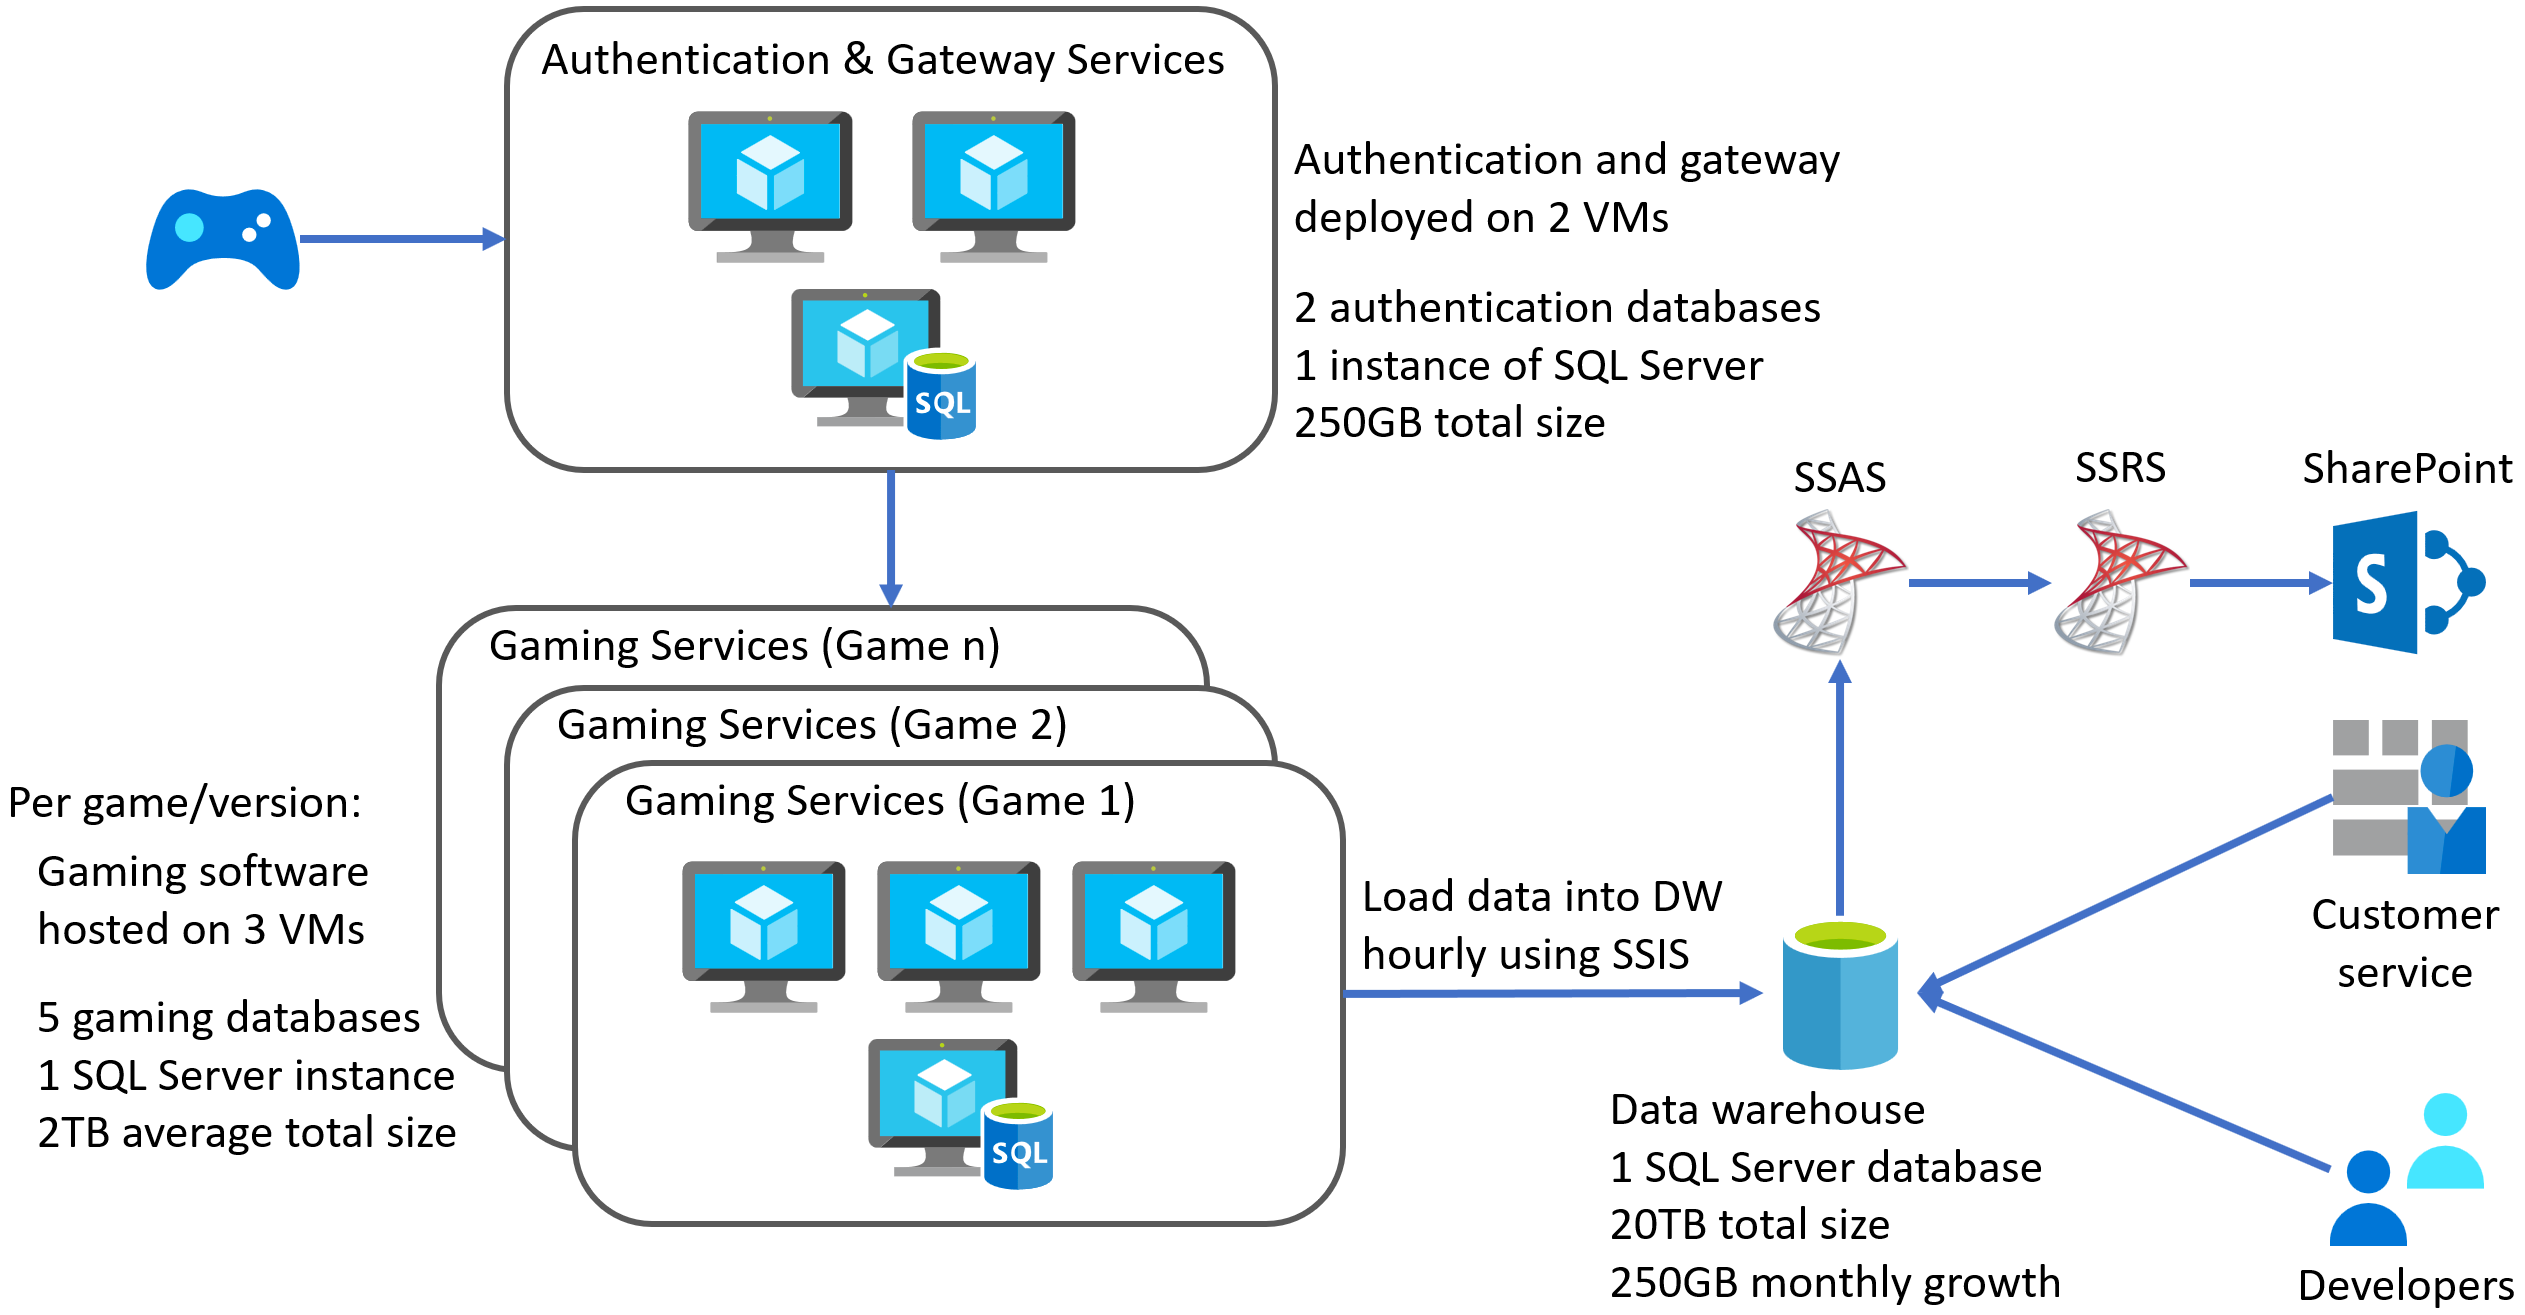 Authentication & Gateway Services
Authentication and gateway
deployed on 2 VMs
2 authentication databases
1 instance of SQL Server
250GB total size
SQL
SSAS
SSRS
SharePoint
S
Gaming Services (Game n)
Gaming Services (Game 2)
Gaming Services (Game 1)
Per game/version:
Gaming software
hosted on 3 VMs
5 gaming databases
1 SQL Server instance
2TB average total size
SQL
Load data into DW
hourly using SSIS
Customer
service
Data warehouse
1 SQL Server database
20TB total size
250GB monthly growth
Developers